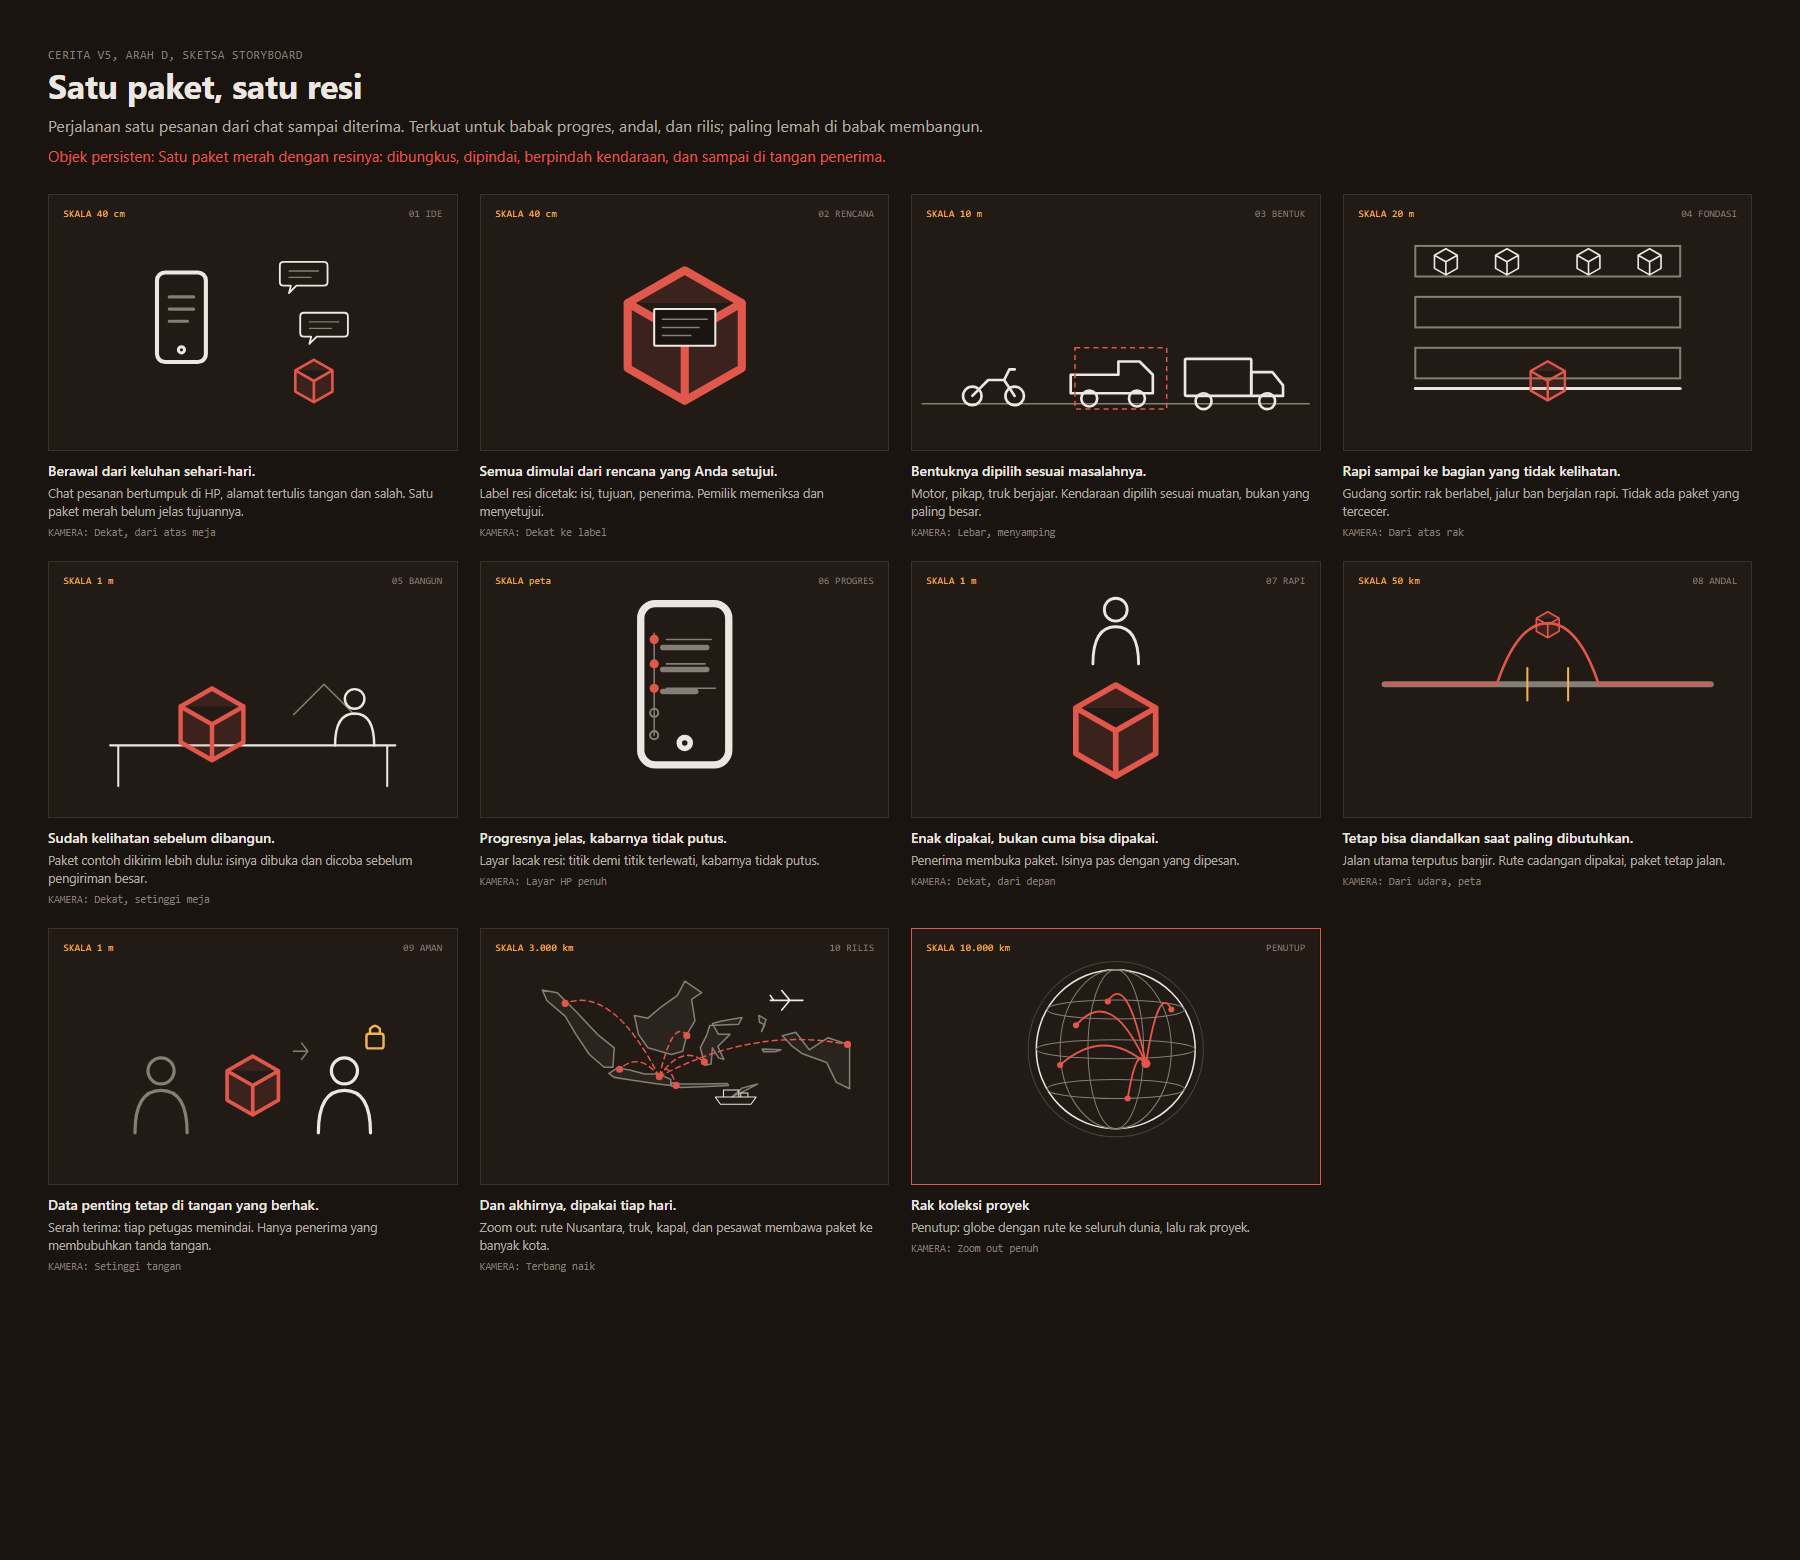 CERITA V5, ARAH D, SKETSA STORYBOARD
Satu paket, satu resi
Perjalanan satu pesanan dari chat sampai diterima. Terkuat untuk babak progres, andal, dan rilis; paling lemah di babak membangun.
Objek persisten: Satu paket merah dengan resinya: dibungkus, dipindai, berpindah kendaraan, dan sampai di tangan penerima.
SKALA 40 cm
01 IDE
Berawal dari keluhan sehari-hari.
Chat pesanan bertumpuk di HP, alamat tertulis tangan dan salah. Satu
paket merah belum jelas tujuannya.
KAMERA: Dekat, dari atas meja
SKALA 40 cm
02 RENCANA
Semua dimulai dari rencana yang Anda setujui.
Label resi dicetak: isi, tujuan, penerima. Pemilik memeriksa dan
menyetujui.
KAMERA: Dekat ke label
SKALA 10 m
03 BENTUK
Bentuknya dipilih sesuai masalahnya.
Motor, pikap, truk berjajar. Kendaraan dipilih sesuai muatan, bukan yang
paling besar.
KAMERA: Lebar, menyamping
SKALA 20 m
04 FONDASI
Rapi sampai ke bagian yang tidak kelihatan.
Gudang sortir: rak berlabel, jalur ban berjalan rapi. Tidak ada paket yang
tercecer.
KAMERA: Dari atas rak
SKALA 1 m
05 BANGUN
Sudah kelihatan sebelum dibangun.
Paket contoh dikirim lebih dulu: isinya dibuka dan dicoba sebelum
pengiriman besar.
KAMERA: Dekat, setinggi meja
SKALA peta
06 PROGRES
Progresnya jelas, kabarnya tidak putus.
Layar lacak resi: titik demi titik terlewati, kabarnya tidak putus.
KAMERA: Layar HP penuh
SKALA 1 m
07 RAPI
Enak dipakai, bukan cuma bisa dipakai.
Penerima membuka paket. Isinya pas dengan yang dipesan.
KAMERA: Dekat, dari depan
SKALA 50 km
08 ANDAL
Tetap bisa diandalkan saat paling dibutuhkan.
Jalan utama terputus banjir. Rute cadangan dipakai, paket tetap jalan.
KAMERA: Dari udara, peta
SKALA 1 m
09 AMAN
Data penting tetap di tangan yang berhak.
Serah terima: tiap petugas memindai. Hanya penerima yang
membubuhkan tanda tangan.
KAMERA: Setinggi tangan
SKALA 3.000 km
10 RILIS
Dan akhirnya, dipakai tiap hari.
Zoom out: rute Nusantara, truk, kapal, dan pesawat membawa paket ke
banyak kota.
KAMERA: Terbang naik
SKALA 10.000 km
PENUTUP
Rak koleksi proyek
Penutup: globe dengan rute ke seluruh dunia, lalu rak proyek.
KAMERA: Zoom out penuh